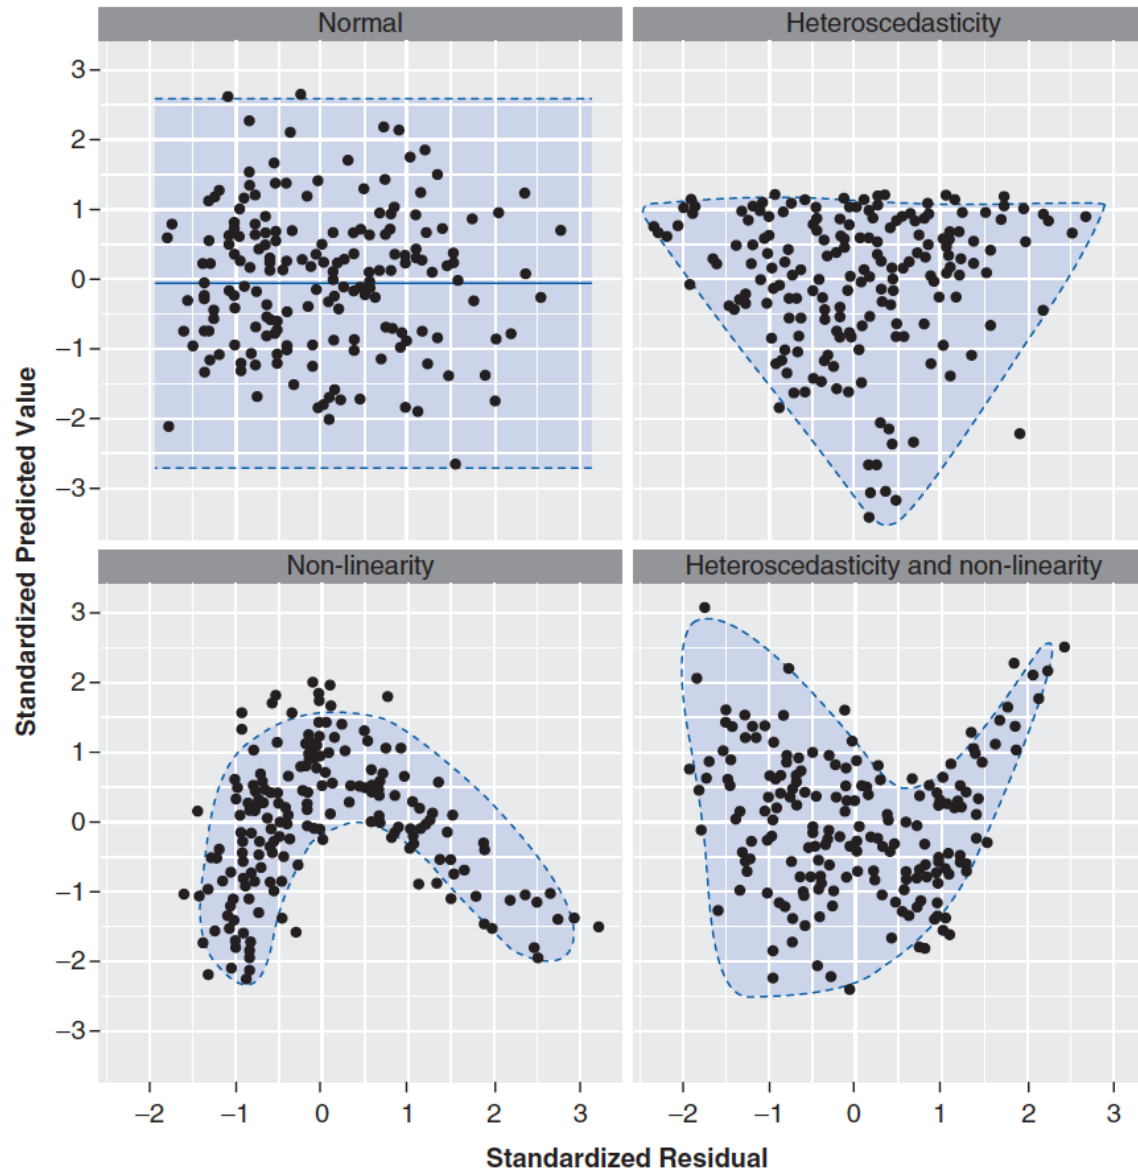 Normal
Heteroscedasticity
3
2
1
0
−1
−2
−3
Non-linearity
Heteroscedasticity and non-linearity
3
2
1
0
−1
−2
−3
Standardized Predicted Value
−2 −1 0 1 2 3
−2 −1 0 1 2 3
Standardized Residual